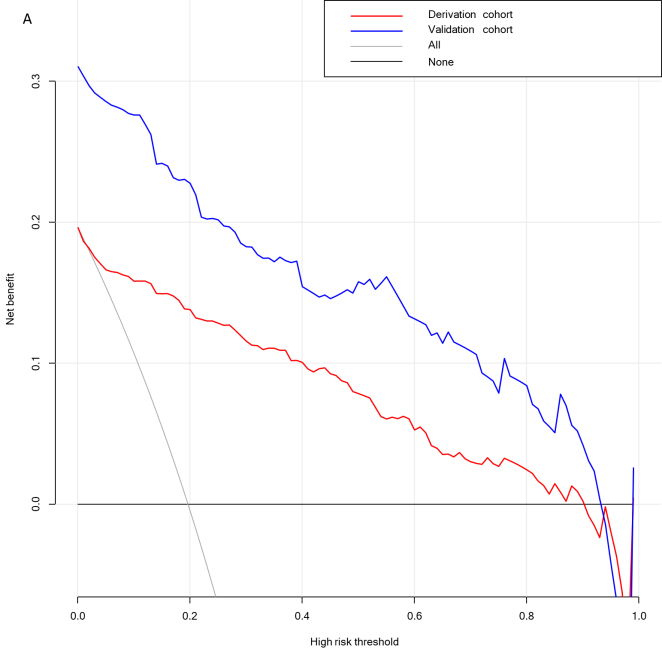 A
Derivation cohort
Validation cohort
All
None
0.3
0.2
0.1
0.0
Net benefit
0.0 0.2 0.4 0.6 0.8 1.0
High risk threshold